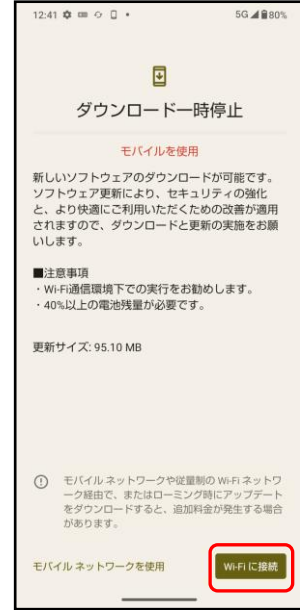 12:41 5G 80%
ダウンロード一時停止
モバイルを使用
新しいソフトウェアのダウンロードが可能です。
ソフトウェア更新により、セキュリティの強化
と、より快適にご利用いただくための改善が適用
されますので、ダウンロードと更新の実施をお願
いします。
■注意事項
・Wi-Fi通信環境下での実行をお勧めします。
・40%以上の電池残量が必要です。
更新サイズ: 95.10 MB
モバイル ネットワークや従量制の Wi-Fi ネットワ
ーク経由で、またはローミング時にアップデート
をダウンロードすると、追加料金が発生する場合
があります。
モバイル ネットワークを使用 Wi-Fi に接続